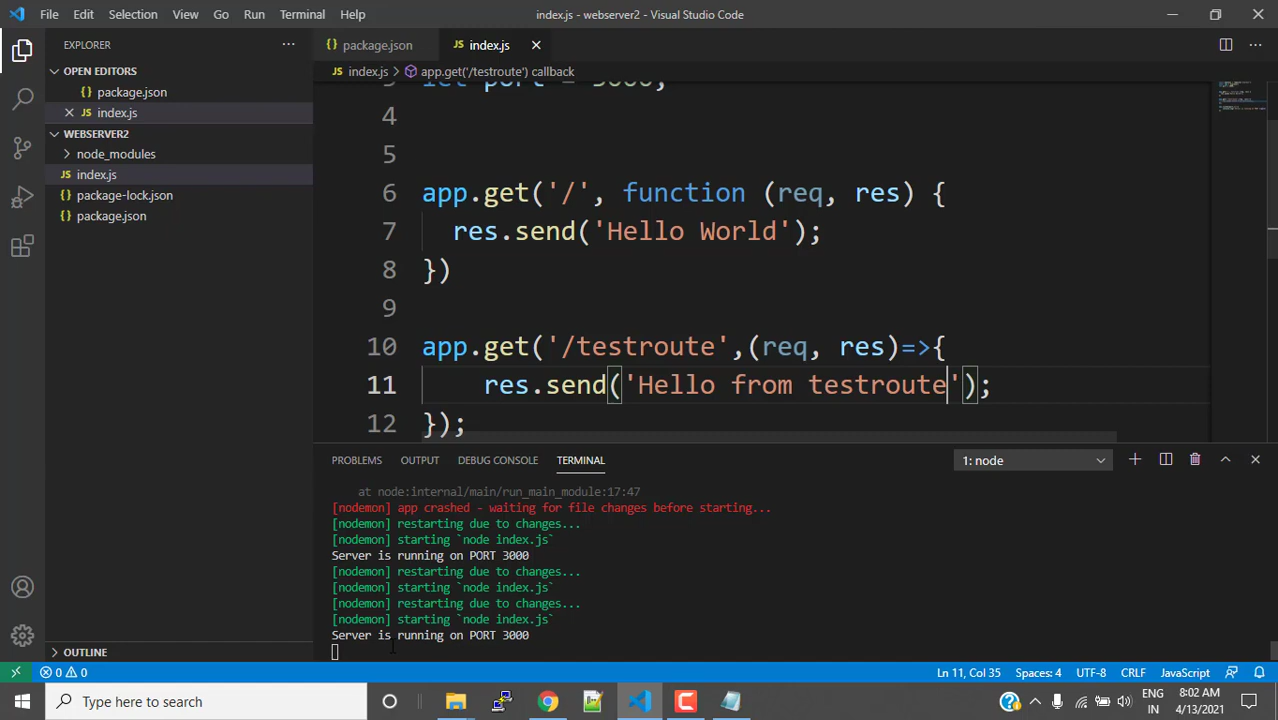 File Edit Selection View Go Run Terminal Help
index.js - webserver2 - Visual Studio Code
EXPLORER
OPEN EDITORS
{} package.json
JS index.js
WEBSERVER2
node_modules
JS index.js
{} package-lock.json
{} package.json
OUTLINE
{} package.json
JS index.js
JS index.js > app.get('/testroute') callback
3 let port = 3000;
4
5
6 app.get('/', function (req, res) {
7 res.send('Hello World');
8 })
9
10 app.get('/testroute',(req, res)=>{
11 res.send('Hello from testroute');
12 });
PROBLEMS OUTPUT DEBUG CONSOLE TERMINAL
1: node
at node:internal/main/run_main_module:17:47
[nodemon] app crashed - waiting for file changes before starting...
[nodemon] restarting due to changes...
[nodemon] starting `node index.js`
Server is running on PORT 3000
[nodemon] restarting due to changes...
[nodemon] starting `node index.js`
[nodemon] restarting due to changes...
[nodemon] starting `node index.js`
Server is running on PORT 3000
0 0
Ln 11, Col 35 Spaces: 4 UTF-8 CRLF JavaScript
Type here to search
ENG
IN
8:02 AM
4/13/2021